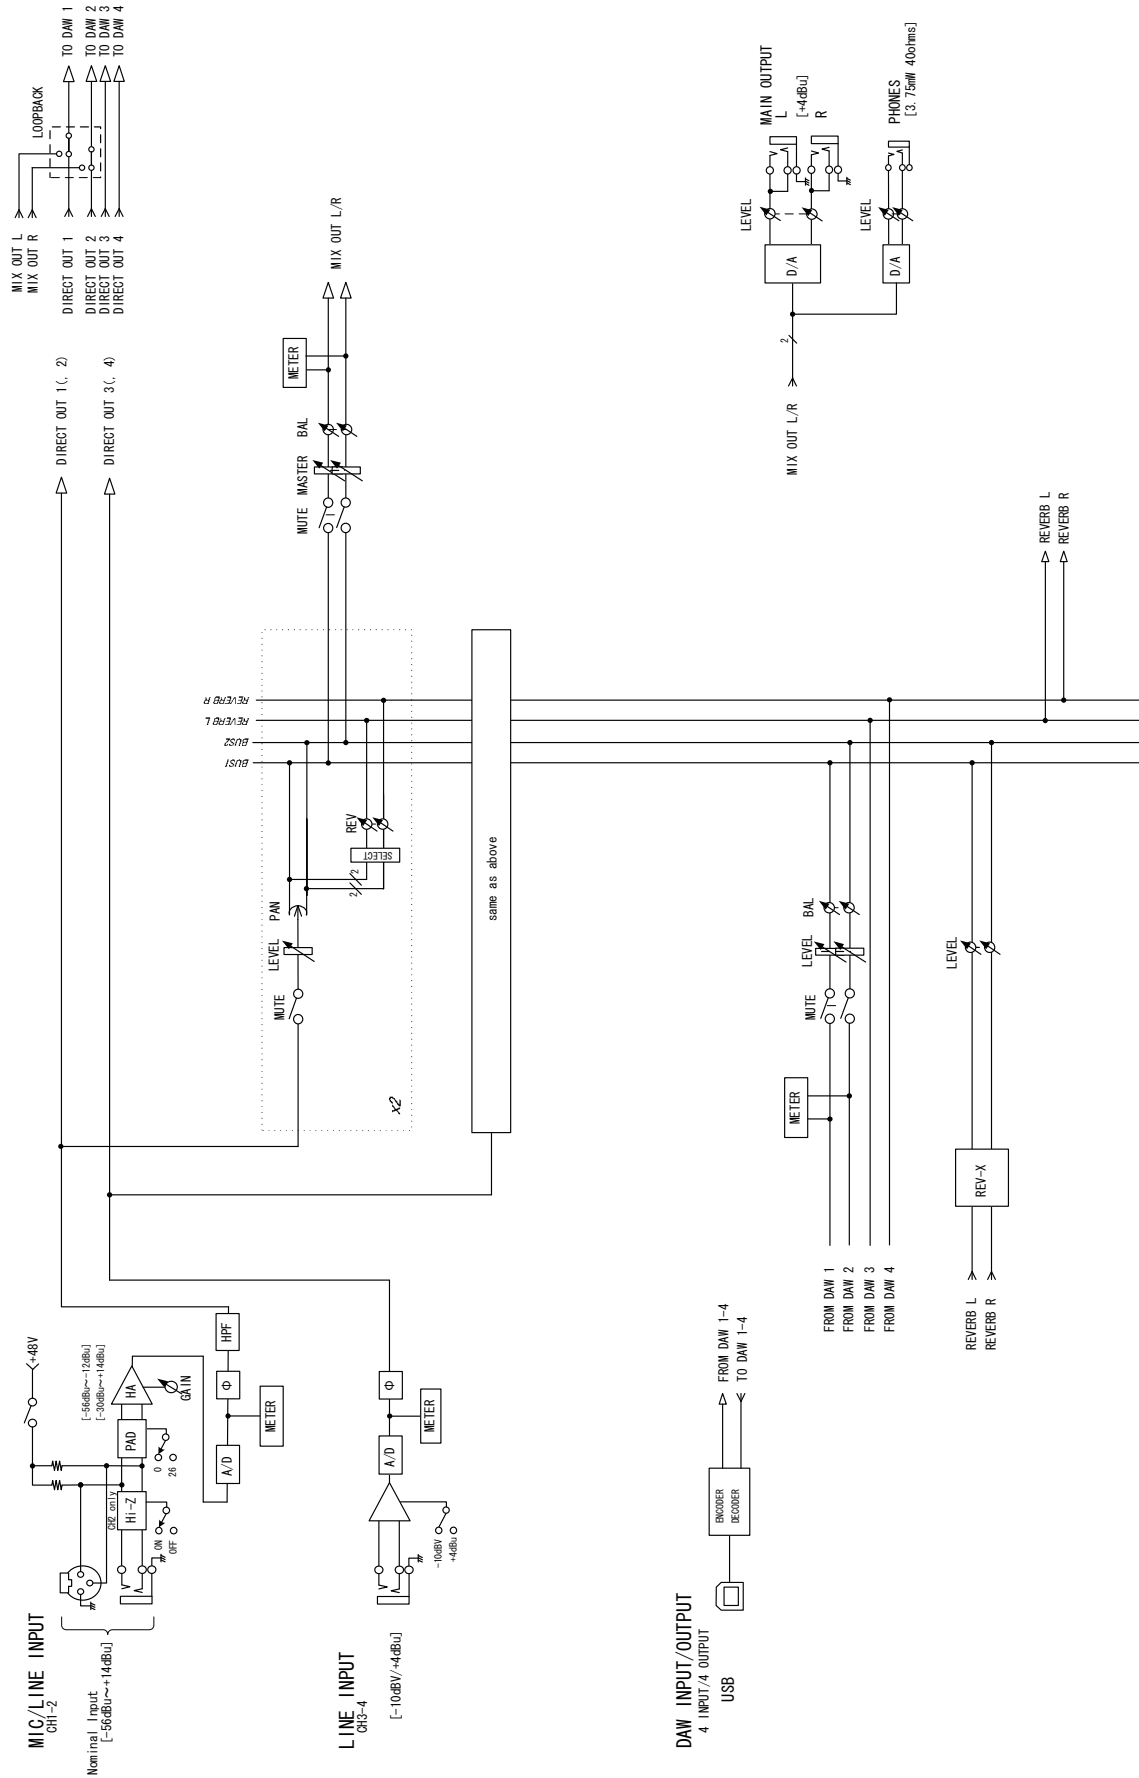 MIC/LINE INPUT
CH1-2
Nominal Input
[-56dBu~+14dBu]
CH2 only
Hi-Z
ON
OFF
+48V
PAD
0
26
[-56dBu~-12dBu]
[-30dBu~+14dBu]
HA
GAIN
A/D
METER
Φ
HPF
DIRECT OUT 1(, 2)
DIRECT OUT 3(, 4)
MIX OUT L
MIX OUT R
LOOPBACK
DIRECT OUT 1
DIRECT OUT 2
DIRECT OUT 3
DIRECT OUT 4
TO DAW 1
TO DAW 2
TO DAW 3
TO DAW 4
MUTE
LEVEL
PAN
SELECT
2
2
REV
x2
REVERB R
REVERB L
BUS2
BUS1
MUTE
MASTER
BAL
METER
MIX OUT L/R
LINE INPUT
CH3-4
[-10dBV/+4dBu]
-10dBV
+4dBu
A/D
METER
Φ
same as above
DAW INPUT/OUTPUT
4 INPUT/4 OUTPUT
USB
ENCODER
DECODER
FROM DAW 1-4
TO DAW 1-4
FROM DAW 1
FROM DAW 2
FROM DAW 3
FROM DAW 4
METER
MUTE
LEVEL
BAL
MIX OUT L/R
2
D/A
LEVEL
MAIN OUTPUT
L
[+4dBu]
R
D/A
LEVEL
PHONES
[3.75mW 40ohms]
REVERB L
REVERB R
REV-X
LEVEL
REVERB L
REVERB R